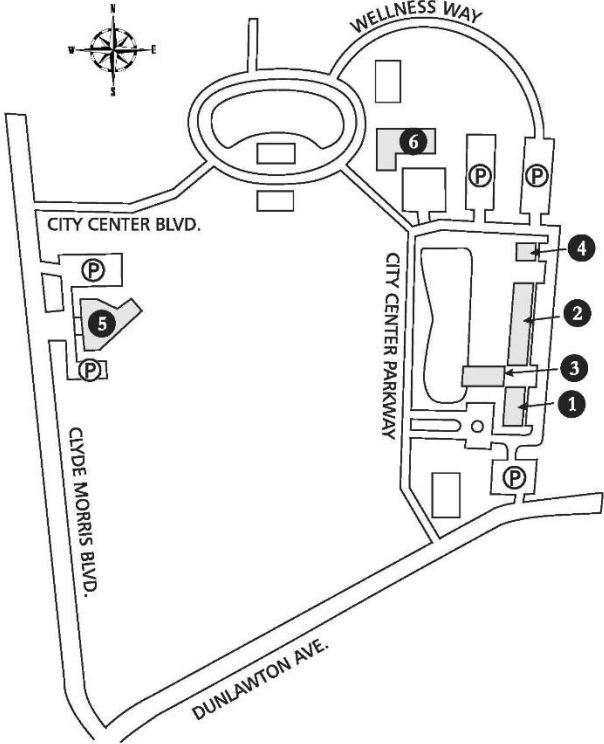 N
W
E
S
WELLNESS WAY
6
P
P
CITY CENTER BLVD.
4
P
CITY CENTER PARKWAY
5
2
P
3
1
CLYDE MORRIS BLVD.
P
DUNLAWTON AVE.